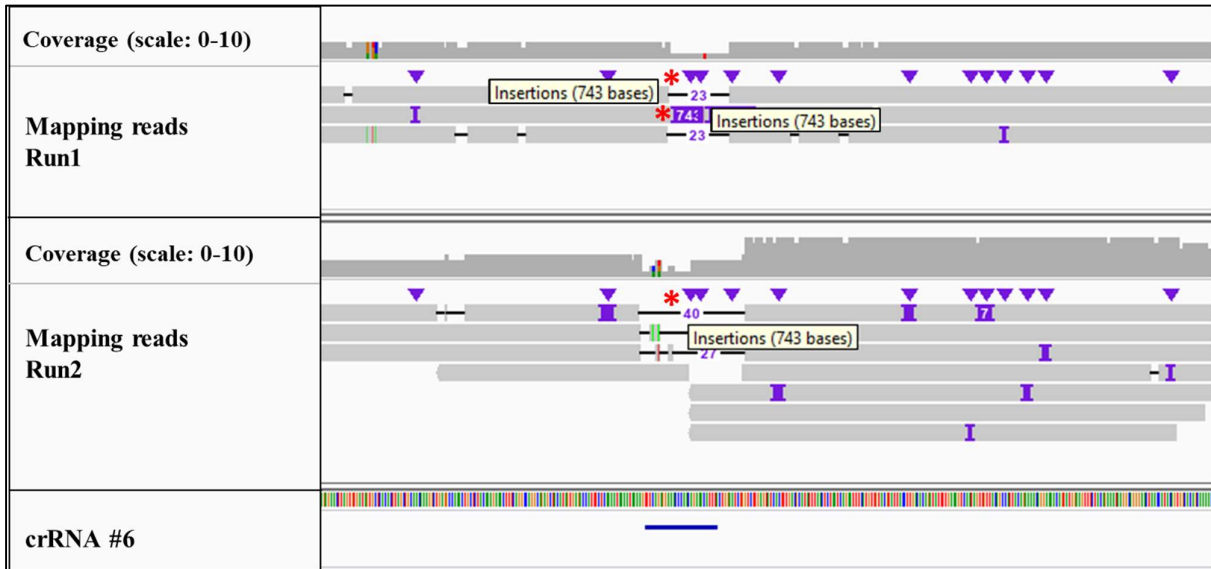 Coverage (scale: 0-10)
Mapping reads
Run1
*
Insertions (743 bases)
23
*
743
Insertions (743 bases)
23
Coverage (scale: 0-10)
Mapping reads
Run2
*
40
7
Insertions (743 bases)
27
crRNA #6